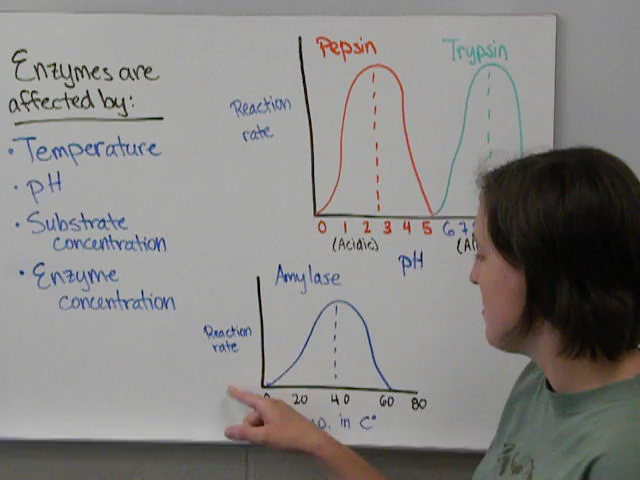 Enzymes are
affected by:
• Temperature
• pH
• Substrate
concentration
• Enzyme
concentration
Pepsin
Trypsin
Reaction
rate
0 1 2 3 4 5 6 7
(Acidic)
pH
Amylase
Reaction
rate
20 40 60 80
in C°